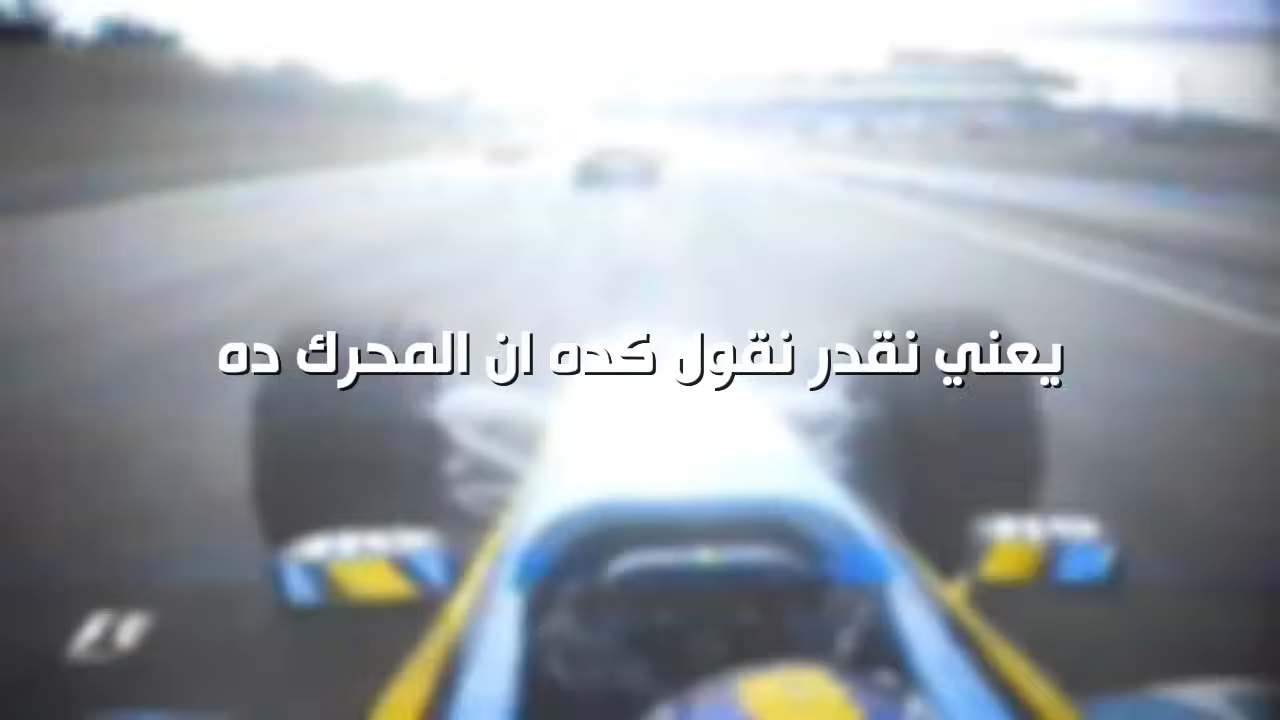 يعني نقدر نقول كده ان المحرك ده